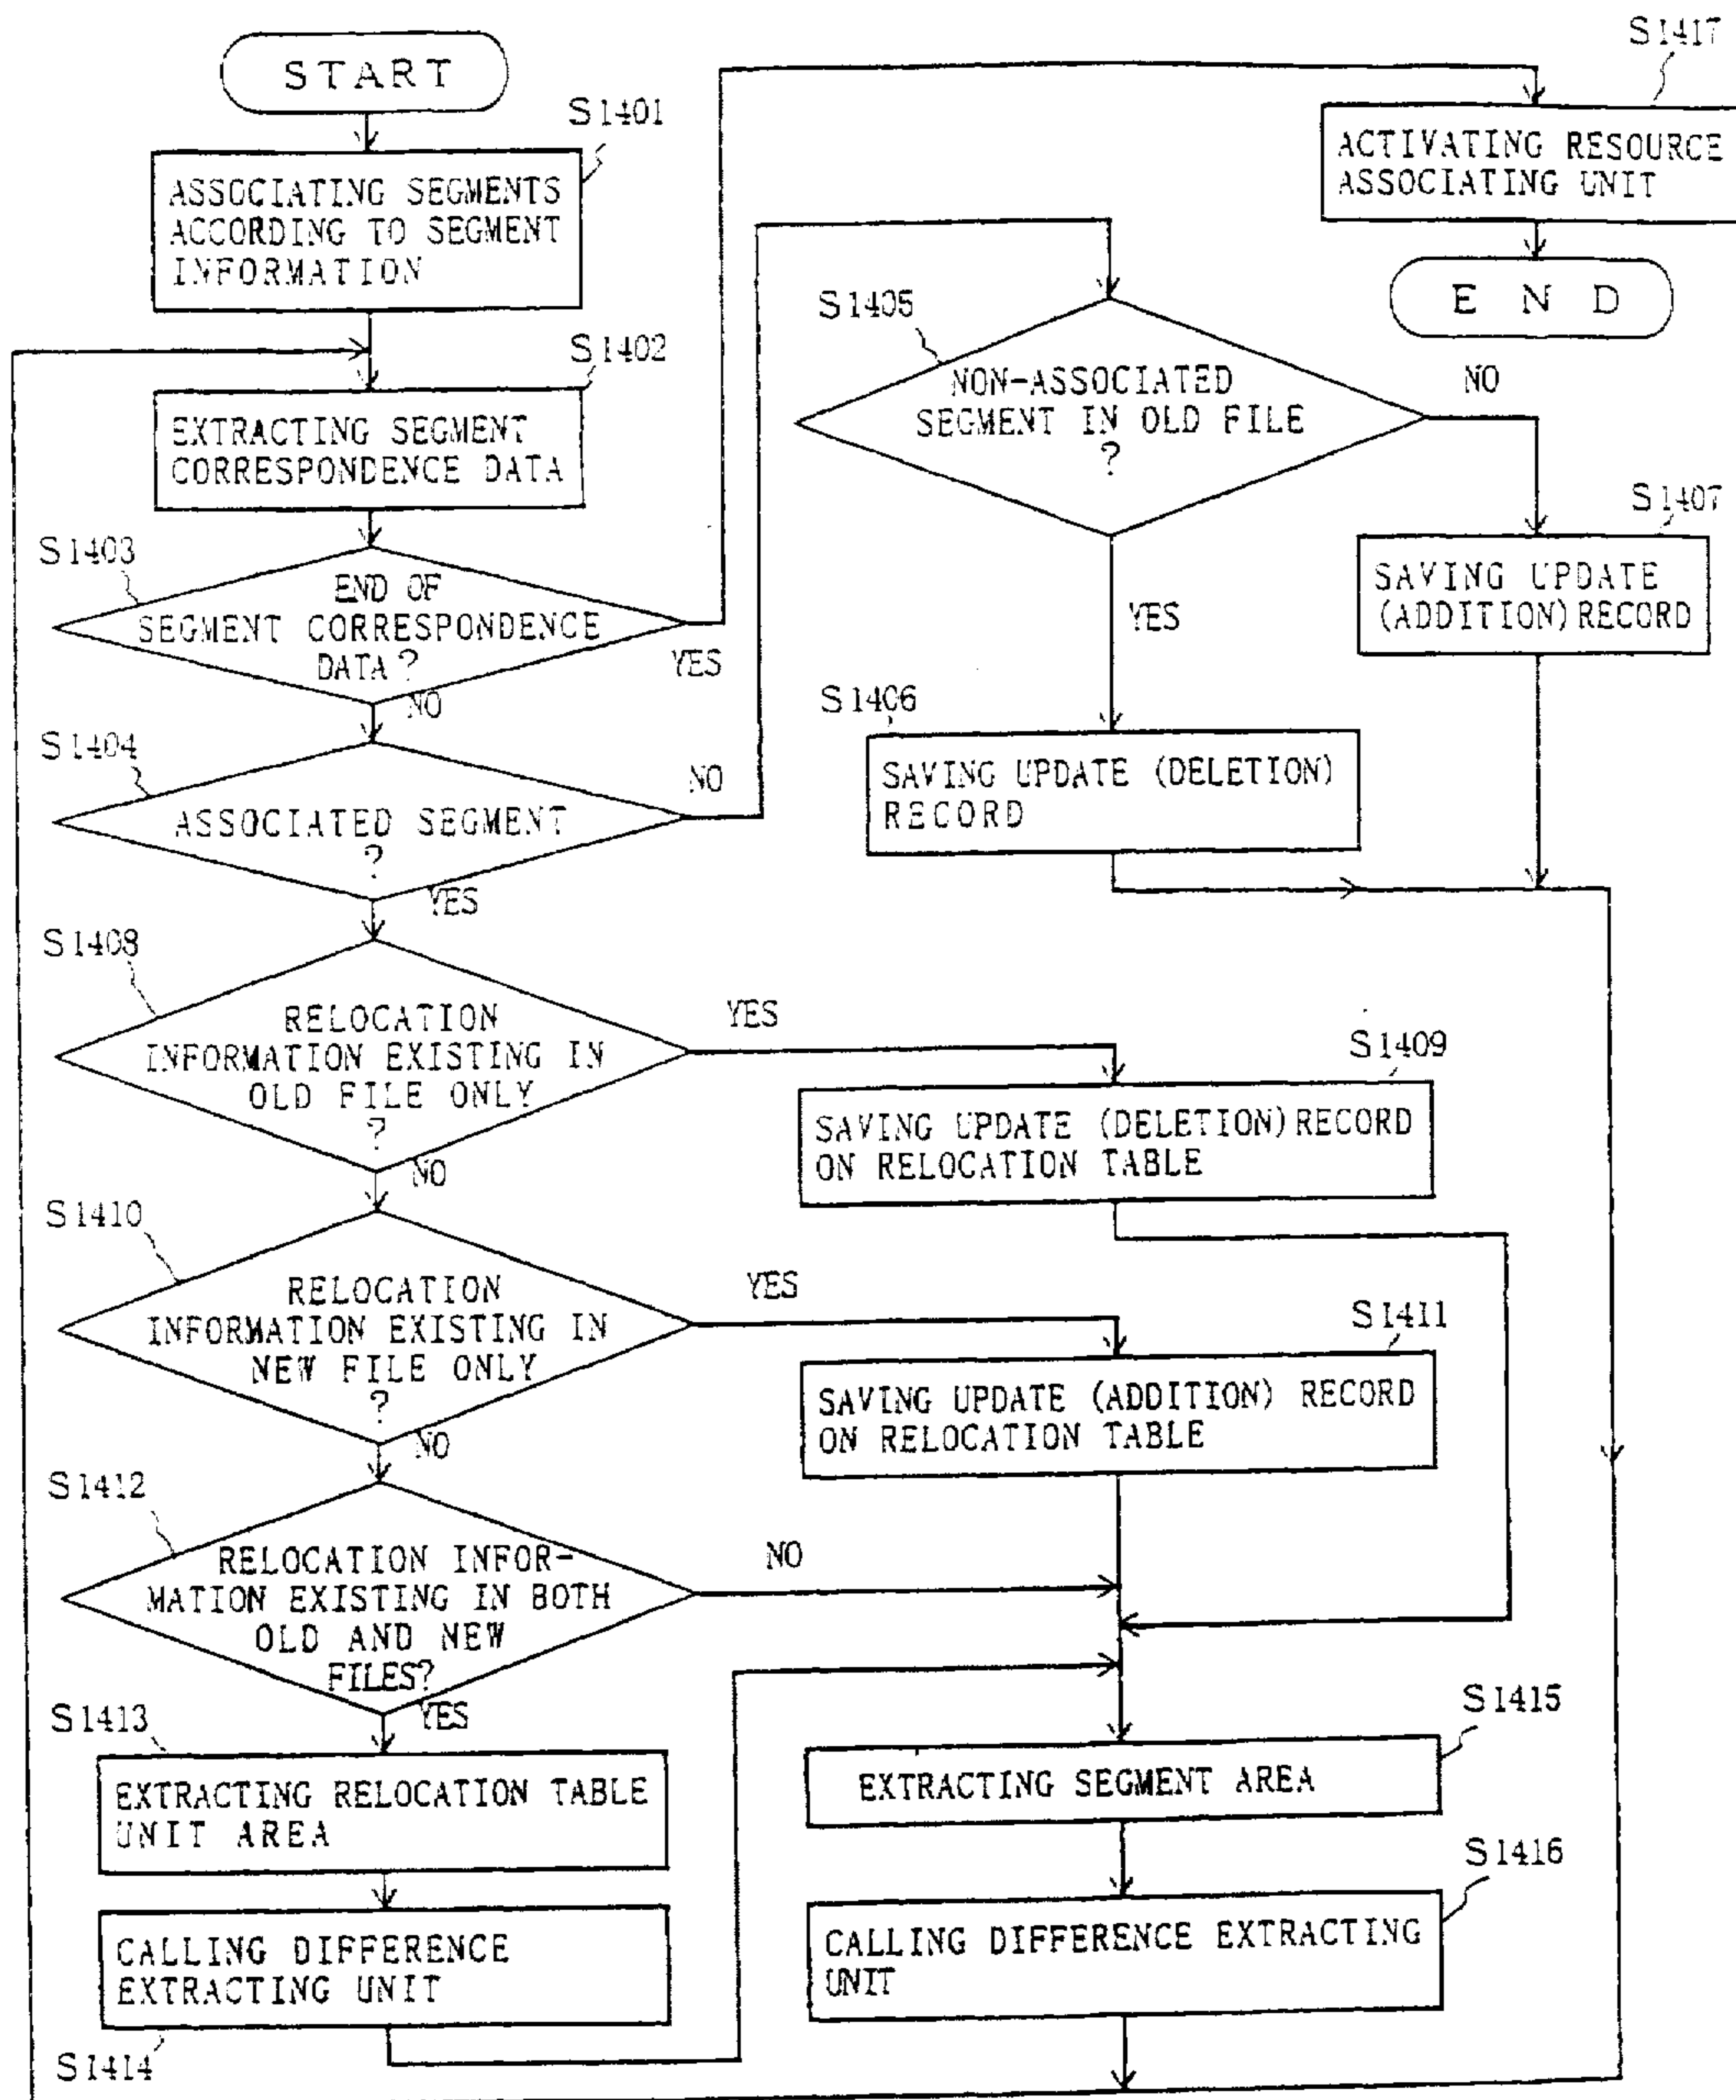 START
S1401
ASSOCIATING SEGMENTS
ACCORDING TO SEGMENT
INFORMATION
S1402
EXTRACTING SEGMENT
CORRESPONDENCE DATA
S1403
END OF
SEGMENT CORRESPONDENCE
DATA?
YES
NO
S1404
ASSOCIATED SEGMENT
?
NO
YES
S1417
ACTIVATING RESOURCE
ASSOCIATING UNIT
END
S1405
NON-ASSOCIATED
SEGMENT IN OLD FILE
?
NO
YES
S1407
SAVING UPDATE
(ADDITION) RECORD
S1406
SAVING UPDATE (DELETION)
RECORD
S1408
RELOCATION
INFORMATION EXISTING IN
OLD FILE ONLY
?
YES
NO
S1409
SAVING UPDATE (DELETION) RECORD
ON RELOCATION TABLE
S1410
RELOCATION
INFORMATION EXISTING IN
NEW FILE ONLY
?
YES
NO
S1411
SAVING UPDATE (ADDITION) RECORD
ON RELOCATION TABLE
S1412
RELOCATION INFOR-
MATION EXISTING IN BOTH
OLD AND NEW
FILES?
NO
YES
S1413
EXTRACTING RELOCATION TABLE
UNIT AREA
CALLING DIFFERENCE
EXTRACTING UNIT
S1414
S1415
EXTRACTING SEGMENT AREA
S1416
CALLING DIFFERENCE EXTRACTING
UNIT